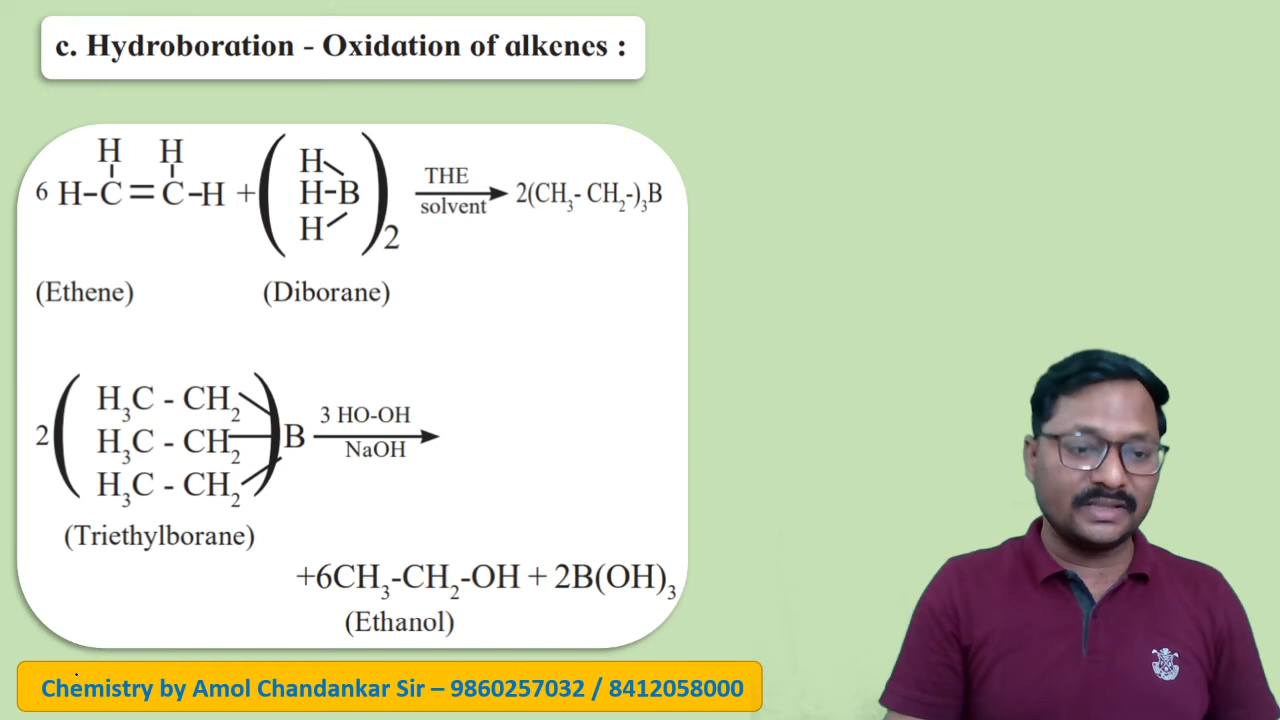 c. Hydroboration - Oxidation of alkenes :
H H
6 H-C=C-H + ( H H-B H )2 THE solvent 2(CH3- CH2-)3B
(Ethene) (Diborane)
2( H3C - CH2
H3C - CH2
H3C - CH2 )B 3 HO-OH NaOH
(Triethylborane)
+6CH3-CH2-OH + 2B(OH)3
(Ethanol)
Chemistry by Amol Chandankar Sir – 9860257032 / 8412058000